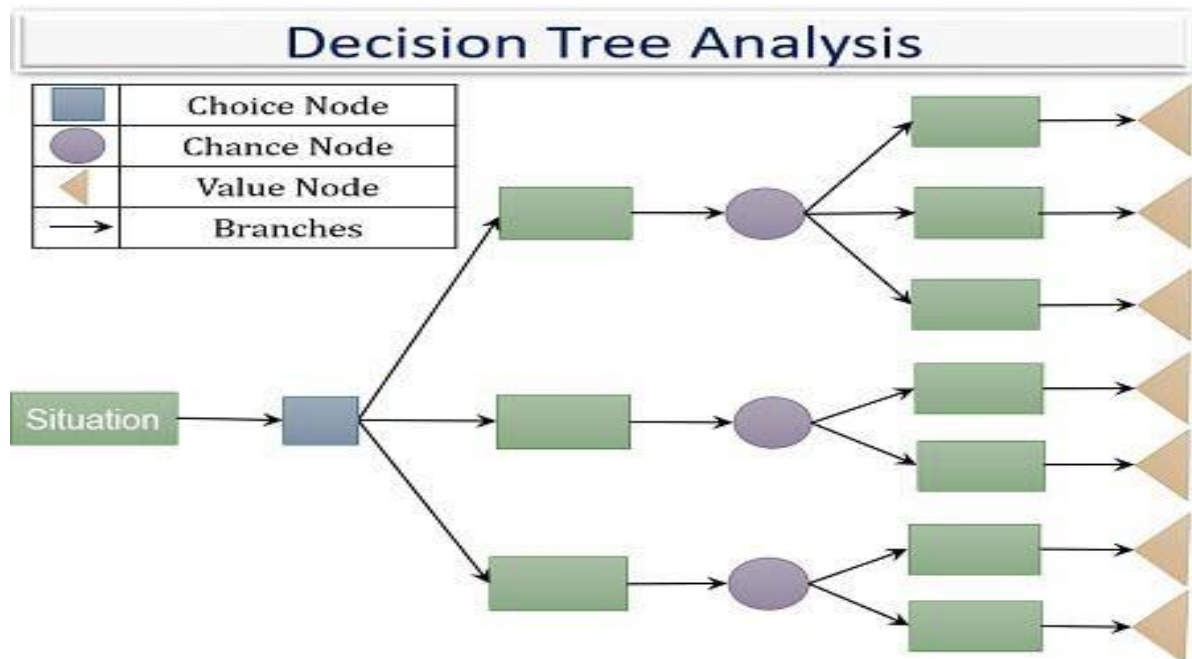 Decision Tree Analysis
Choice Node
Chance Node
Value Node
Branches
Situation